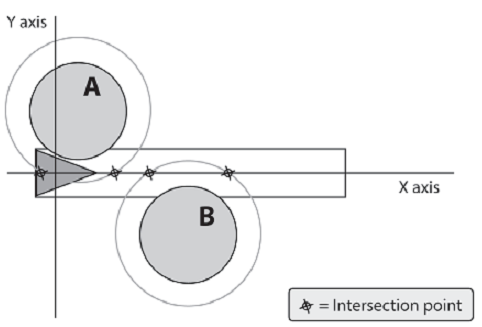 Y axis
A
X axis
B
= Intersection point